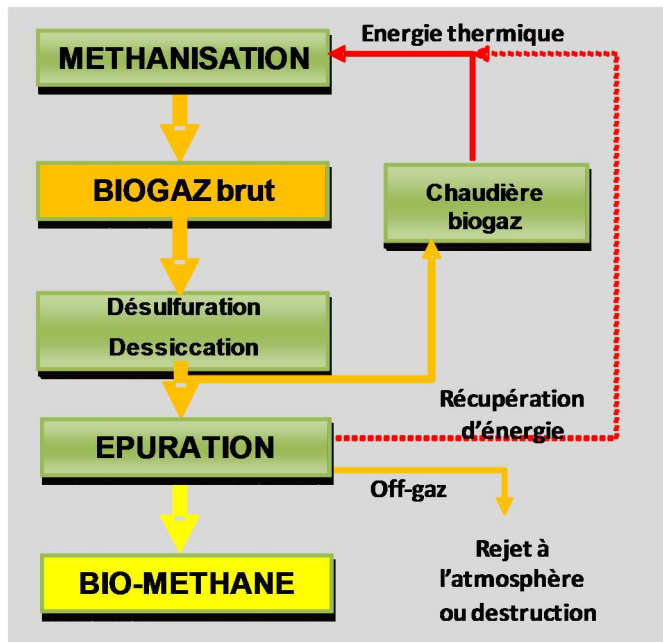 Energie thermique
METHANISATION
BIOGAZ brut
Chaudière
biogaz
Désulfuration
Dessiccation
Récupération
d'énergie
EPURATION
Off-gaz
Rejet à
l'atmosphère
ou destruction
BIO-METHANE